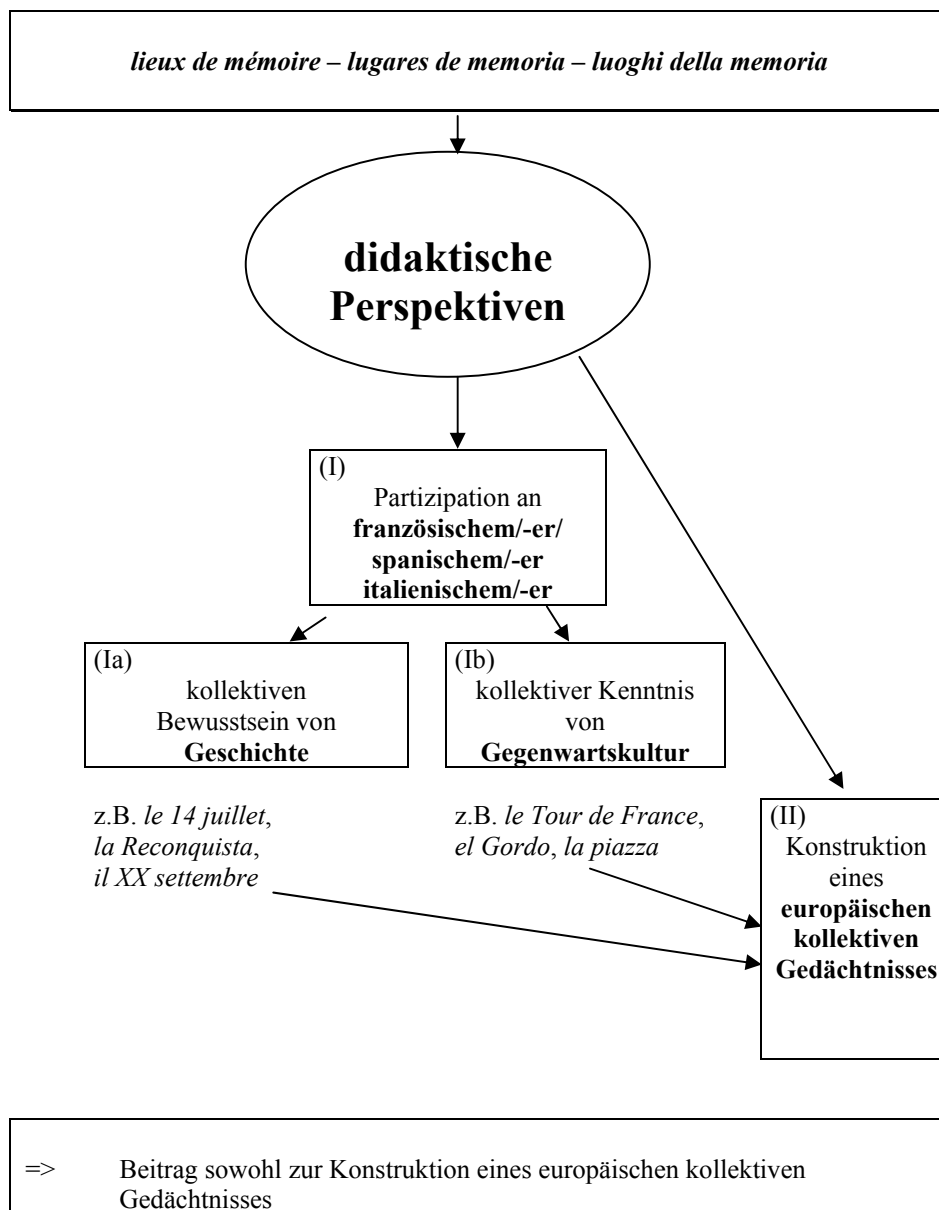 lieux de mémoire – lugares de memoria – luoghi della memoria
didaktische
Perspektiven
(I)
Partizipation an
französischem/-er/
spanischem/-er
italienischem/-er
(Ia)
kollektiven
Bewusstsein von
Geschichte
(Ib)
kollektiver Kenntnis
von
Gegenwartskultur
z.B. le 14 juillet,
la Reconquista,
il XX settembre
z.B. le Tour de France,
el Gordo, la piazza
(II)
Konstruktion
eines
europäischen
kollektiven
Gedächtnisses
=> Beitrag sowohl zur Konstruktion eines europäischen kollektiven
Gedächtnisses